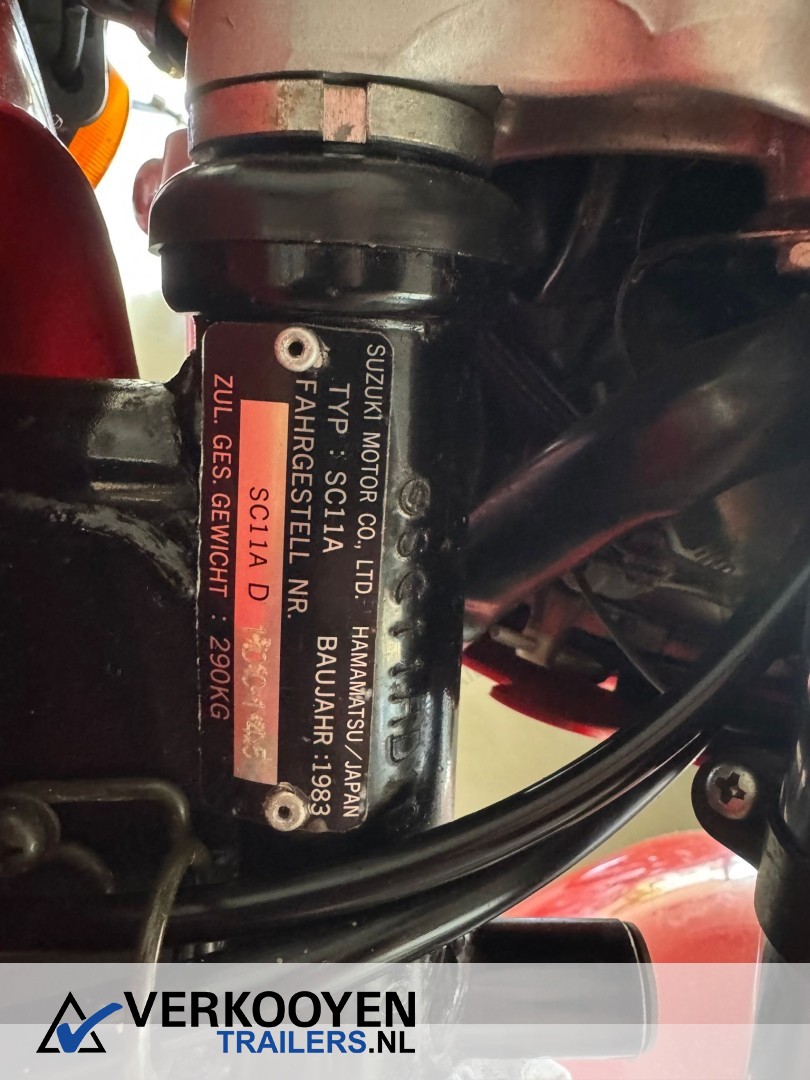 SUZUKI MOTOR CO., LTD. HAMAMATSU/JAPAN
TYP : SC11A BAUJAHR :1983
FAHRGESTELL NR.
SC11A D
ZUL. GES. GEWICHT : 290KG
SC11AD
VERKOOYEN
TRAILERS.NL